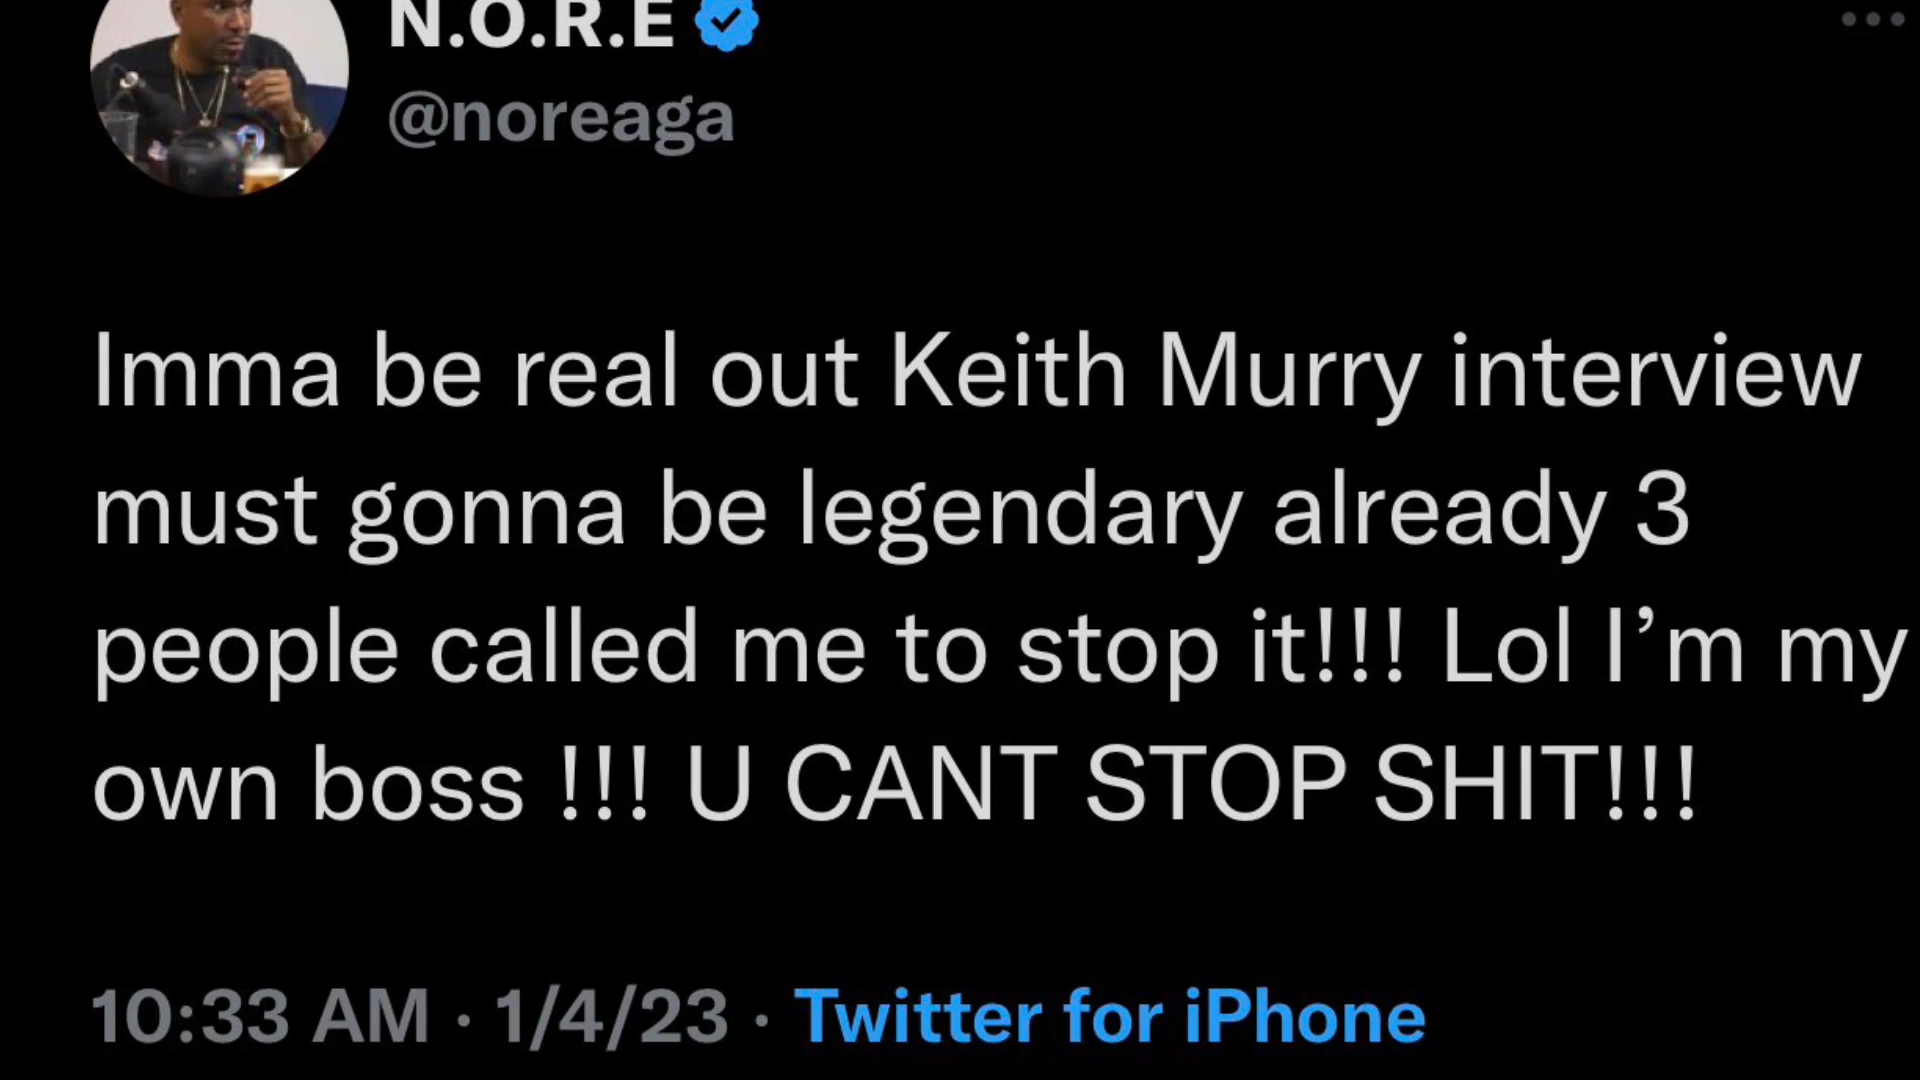 N.O.R.E
@noreaga
Imma be real out Keith Murry interview
must gonna be legendary already 3
people called me to stop it!!! Lol I’m my
own boss !!! U CANT STOP SHIT!!!
10:33 AM · 1/4/23 · Twitter for iPhone